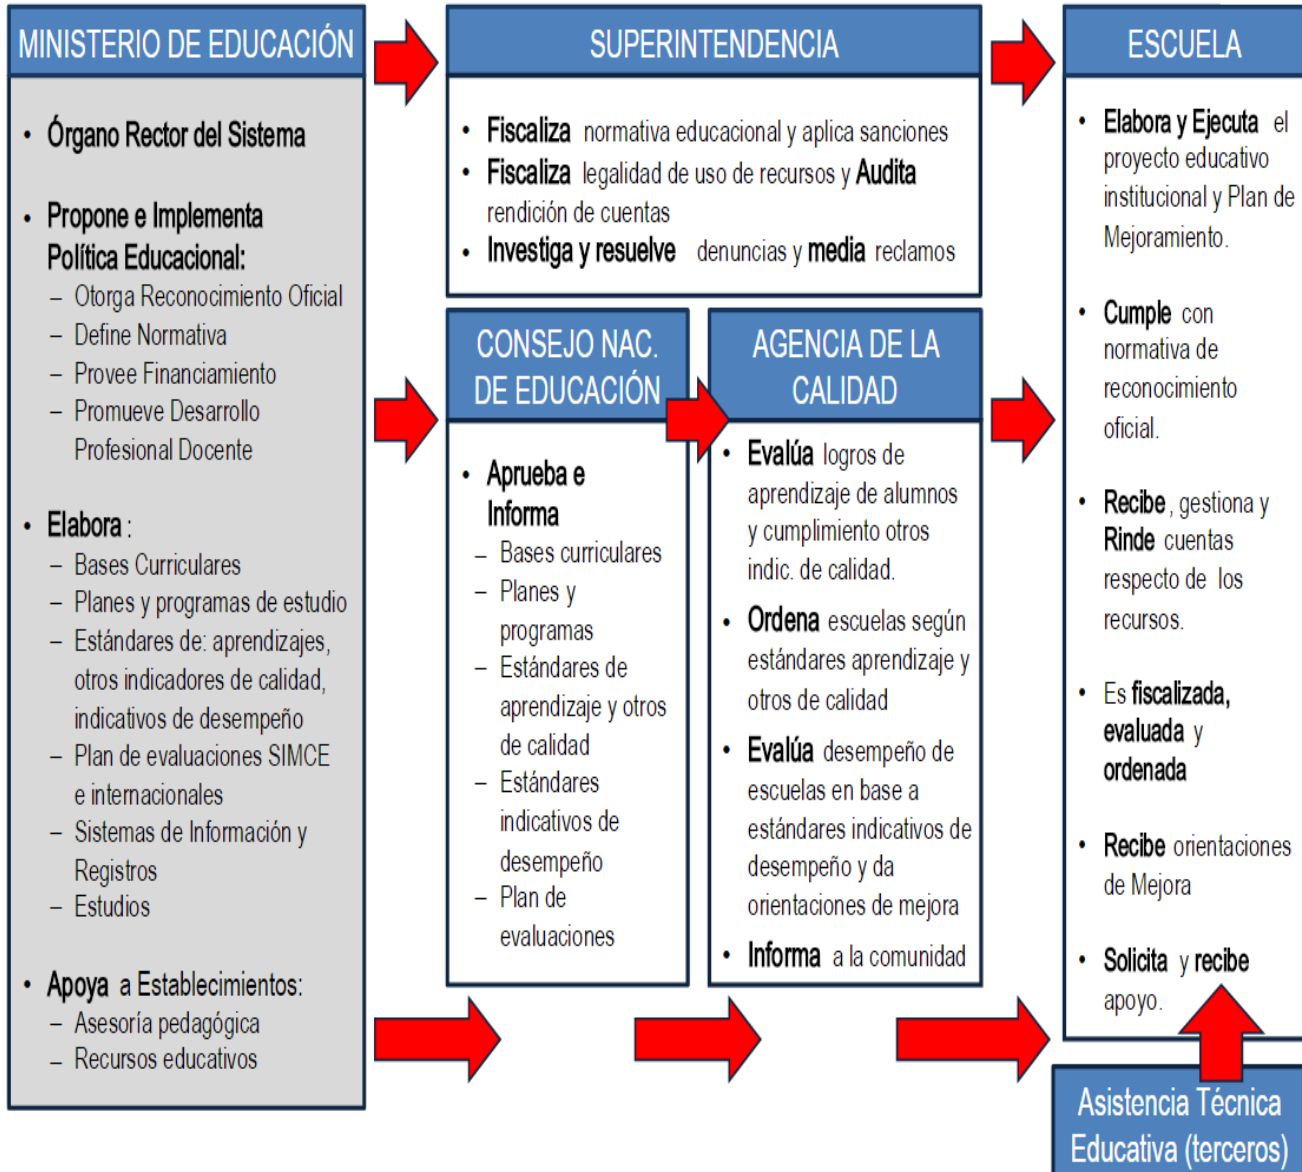 MINISTERIO DE EDUCACIÓN
• Órgano Rector del Sistema
• Propone e Implementa
Política Educacional:
– Otorga Reconocimiento Oficial
– Define Normativa
– Provee Financiamiento
– Promueve Desarrollo
Profesional Docente
• Elabora :
– Bases Curriculares
– Planes y programas de estudio
– Estándares de: aprendizajes,
otros indicadores de calidad,
indicativos de desempeño
– Plan de evaluaciones SIMCE
e internacionales
– Sistemas de Información y
Registros
– Estudios
• Apoya a Establecimientos:
– Asesoría pedagógica
– Recursos educativos
SUPERINTENDENCIA
• Fiscaliza normativa educacional y aplica sanciones
• Fiscaliza legalidad de uso de recursos y Audita
rendición de cuentas
• Investiga y resuelve denuncias y media reclamos
CONSEJO NAC.
DE EDUCACIÓN
• Aprueba e
Informa
– Bases curriculares
– Planes y
programas
– Estándares de
aprendizaje y otros
de calidad
– Estándares
indicativos de
desempeño
– Plan de
evaluaciones
AGENCIA DE LA
CALIDAD
• Evalúa logros de
aprendizaje de alumnos
y cumplimiento otros
indic. de calidad.
• Ordena escuelas según
estándares aprendizaje y
otros de calidad
• Evalúa desempeño de
escuelas en base a
estándares indicativos de
desempeño y da
orientaciones de mejora
• Informa a la comunidad
ESCUELA
• Elabora y Ejecuta el
proyecto educativo
institucional y Plan de
Mejoramiento.
• Cumple con
normativa de
reconocimiento
oficial.
• Recibe , gestiona y
Rinde cuentas
respecto de los
recursos.
• Es fiscalizada,
evaluada y
ordenada
• Recibe orientaciones
de Mejora
• Solicita y recibe
apoyo.
Asistencia Técnica
Educativa (terceros)